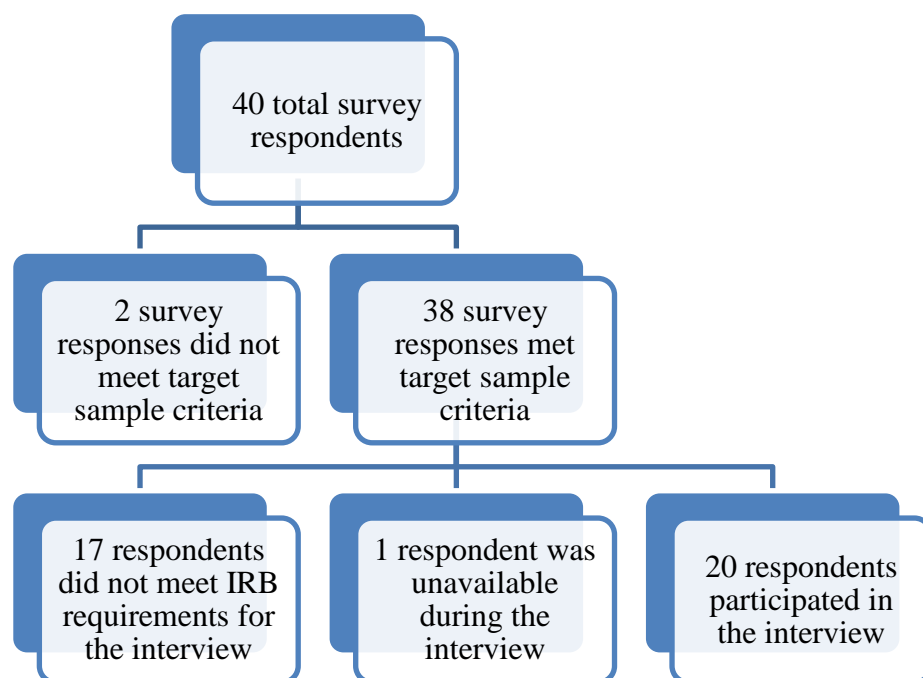 40 total survey
respondents
2 survey
responses did not
meet target
sample criteria
38 survey
responses met
target sample
criteria
17 respondents
did not meet IRB
requirements for
the interview
1 respondent was
unavailable
during the
interview
20 respondents
participated in
the interview